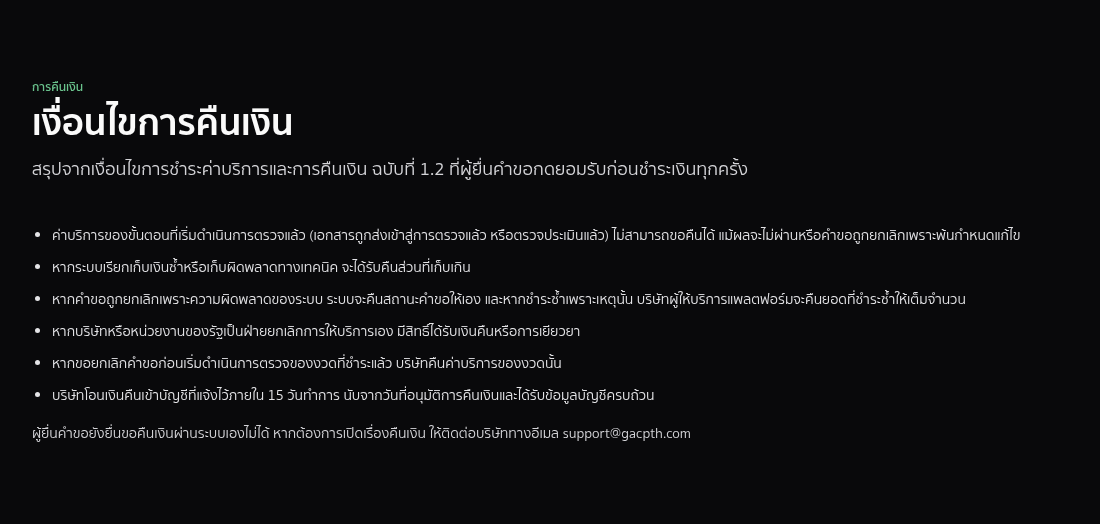 การคืนเงิน
เงื่อนไขการคืนเงิน
สรุปจากเงื่อนไขการชำระค่าบริการและการคืนเงิน ฉบับที่ 1.2 ที่ผู้ยื่นคำขอกดยอมรับก่อนชำระเงินทุกครั้ง
• ค่าบริการของขั้นตอนที่เริ่มดำเนินการตรวจแล้ว (เอกสารถูกส่งเข้าสู่การตรวจแล้ว หรือตรวจประเมินแล้ว) ไม่สามารถขอคืนได้ แม้ผลจะไม่ผ่านหรือคำขอถูกยกเลิกเพราะพ้นกำหนดแก้ไข
• หากระบบเรียกเก็บเงินซ้ำหรือเก็บผิดพลาดทางเทคนิค จะได้รับคืนส่วนที่เก็บเกิน
• หากคำขอถูกยกเลิกเพราะความผิดพลาดของระบบ ระบบจะคืนสถานะคำขอให้เอง และหากชำระซ้ำเพราะเหตุนั้น บริษัทผู้ให้บริการแพลตฟอร์มจะคืนยอดที่ชำระซ้ำให้เต็มจำนวน
• หากบริษัทหรือหน่วยงานของรัฐเป็นฝ่ายยกเลิกการให้บริการเอง มีสิทธิ์ได้รับเงินคืนหรือการเยียวยา
• หากขอยกเลิกคำขอก่อนเริ่มดำเนินการตรวจของงวดที่ชำระแล้ว บริษัทคืนค่าบริการของงวดนั้น
• บริษัทโอนเงินคืนเข้าบัญชีที่แจ้งไว้ภายใน 15 วันทำการ นับจากวันที่อนุมัติการคืนเงินและได้รับข้อมูลบัญชีครบถ้วน
ผู้ยื่นคำขอยังยื่นขอคืนเงินผ่านระบบเองไม่ได้ หากต้องการเปิดเรื่องคืนเงิน ให้ติดต่อบริษัททางอีเมล support@gacpth.com